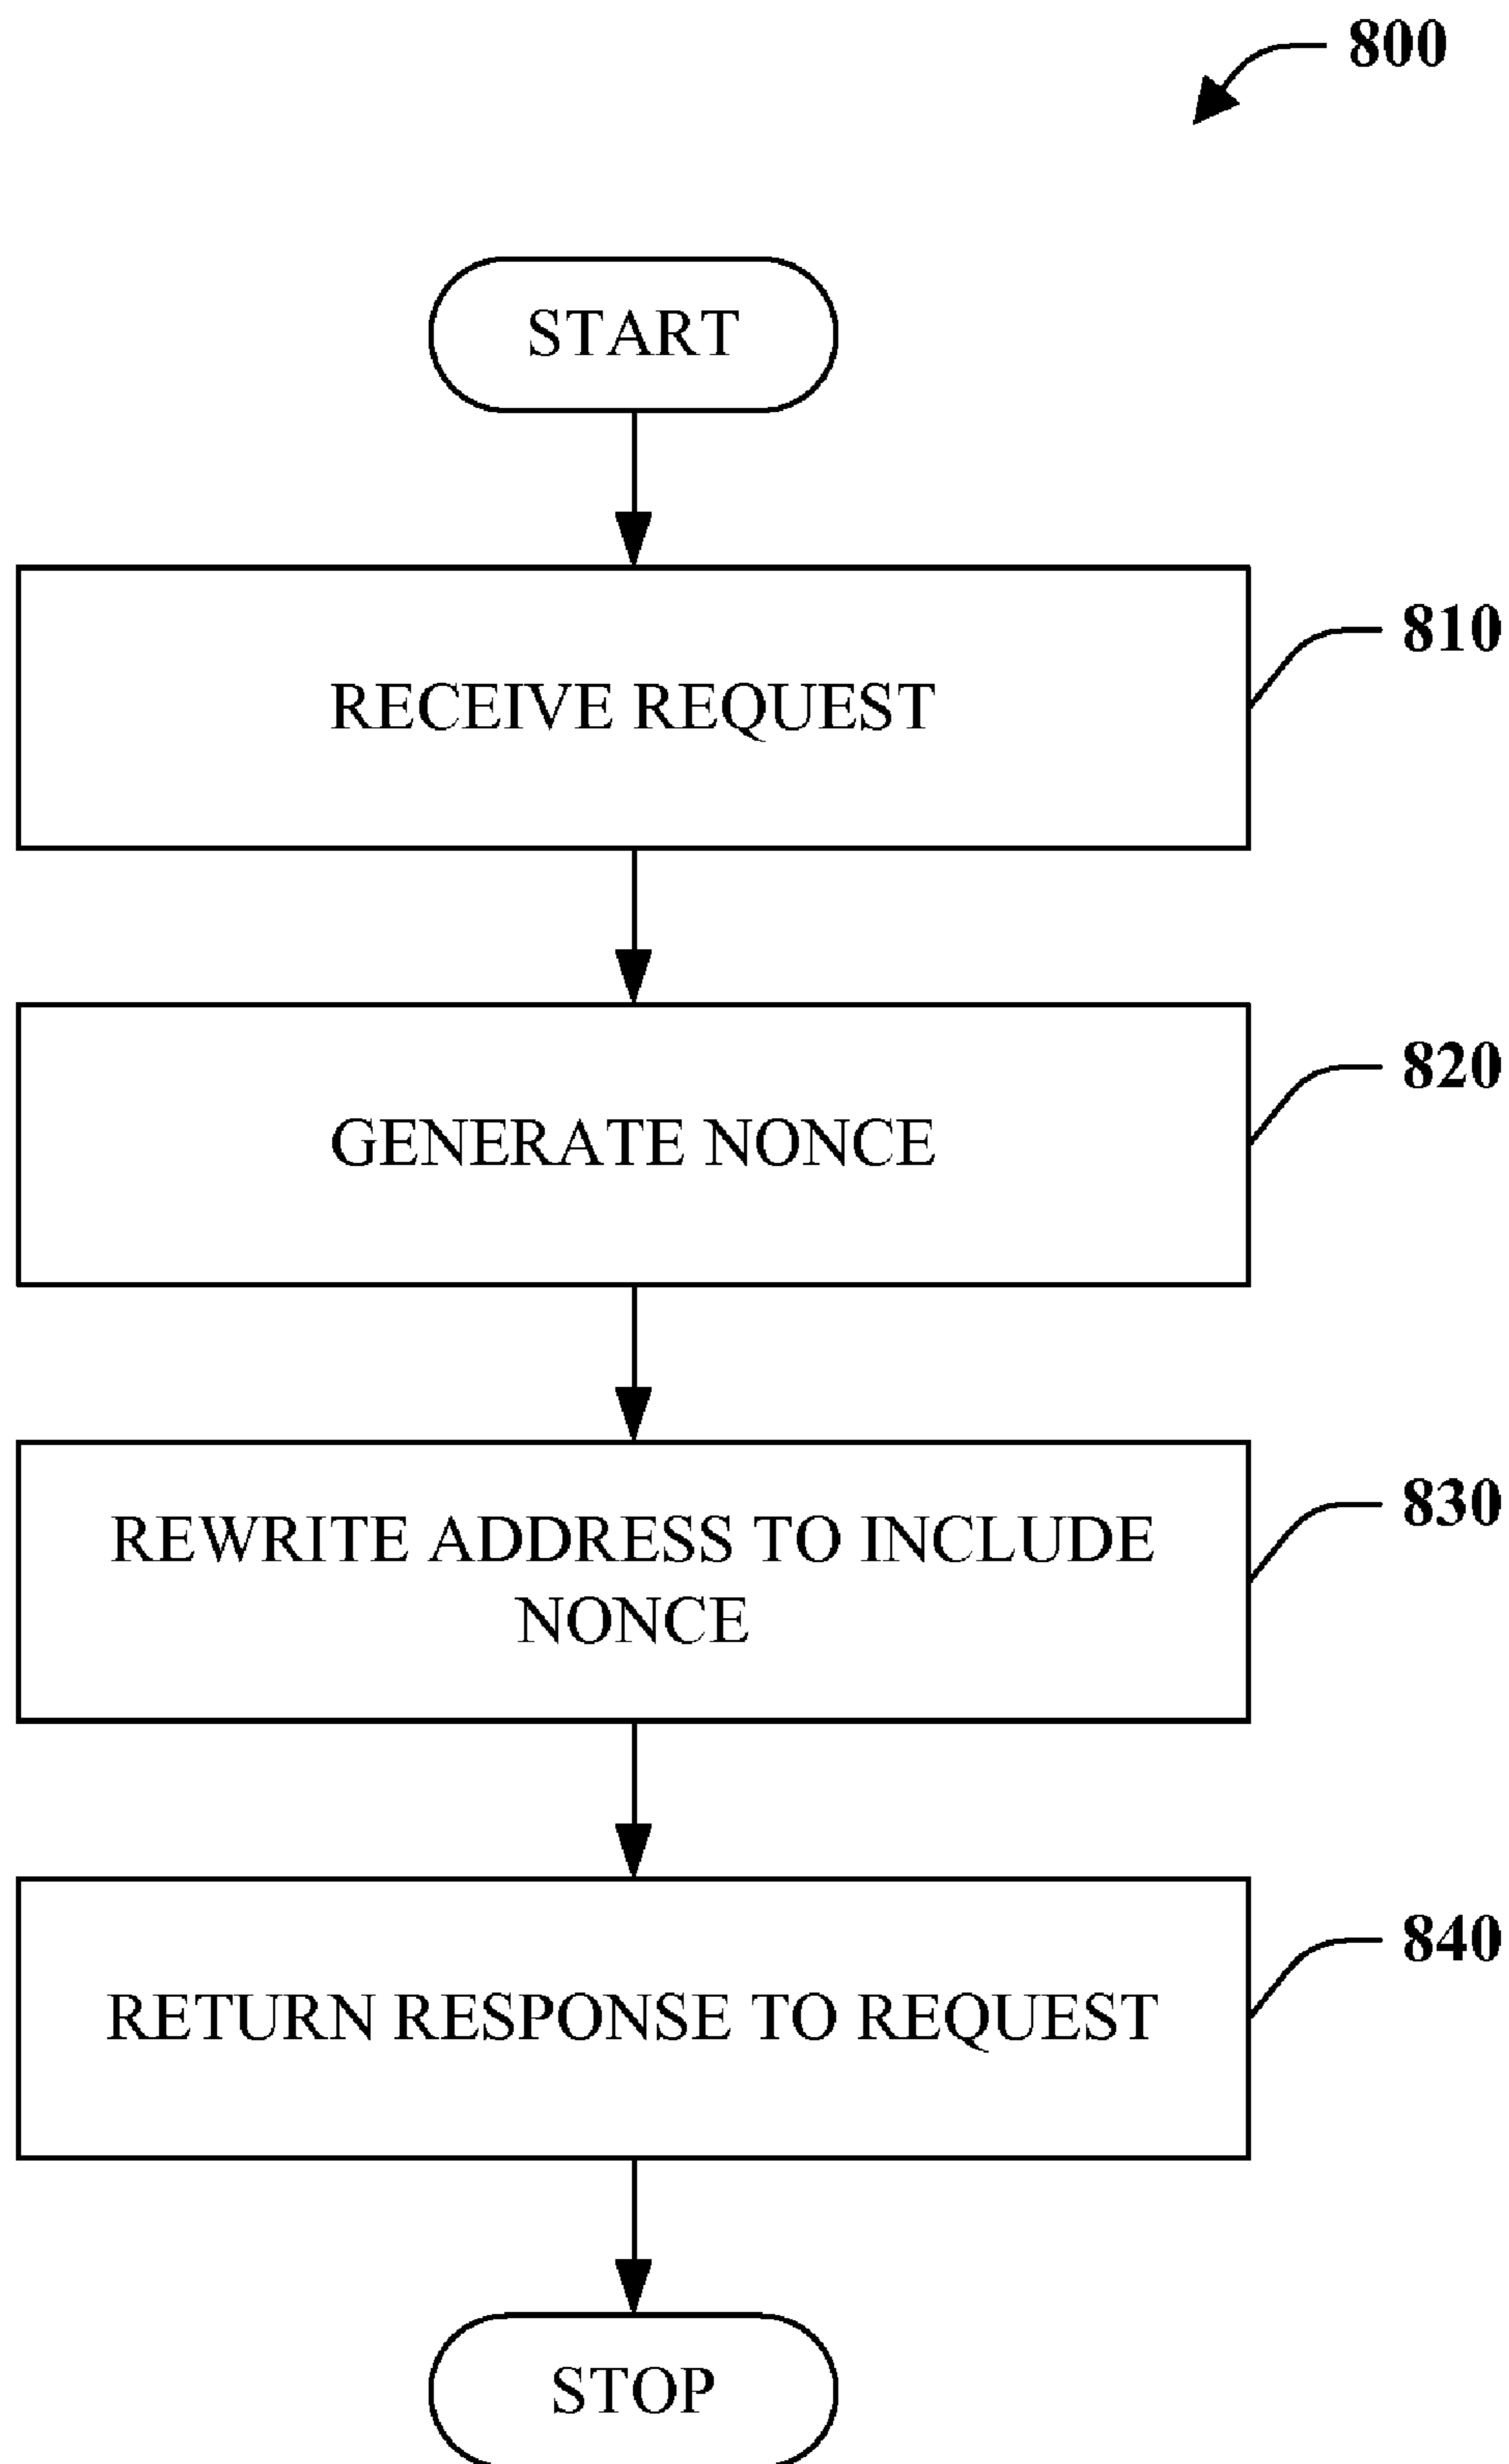 800
START
RECEIVE REQUEST
810
GENERATE NONCE
820
REWRITE ADDRESS TO INCLUDE
NONCE
830
RETURN RESPONSE TO REQUEST
840
STOP